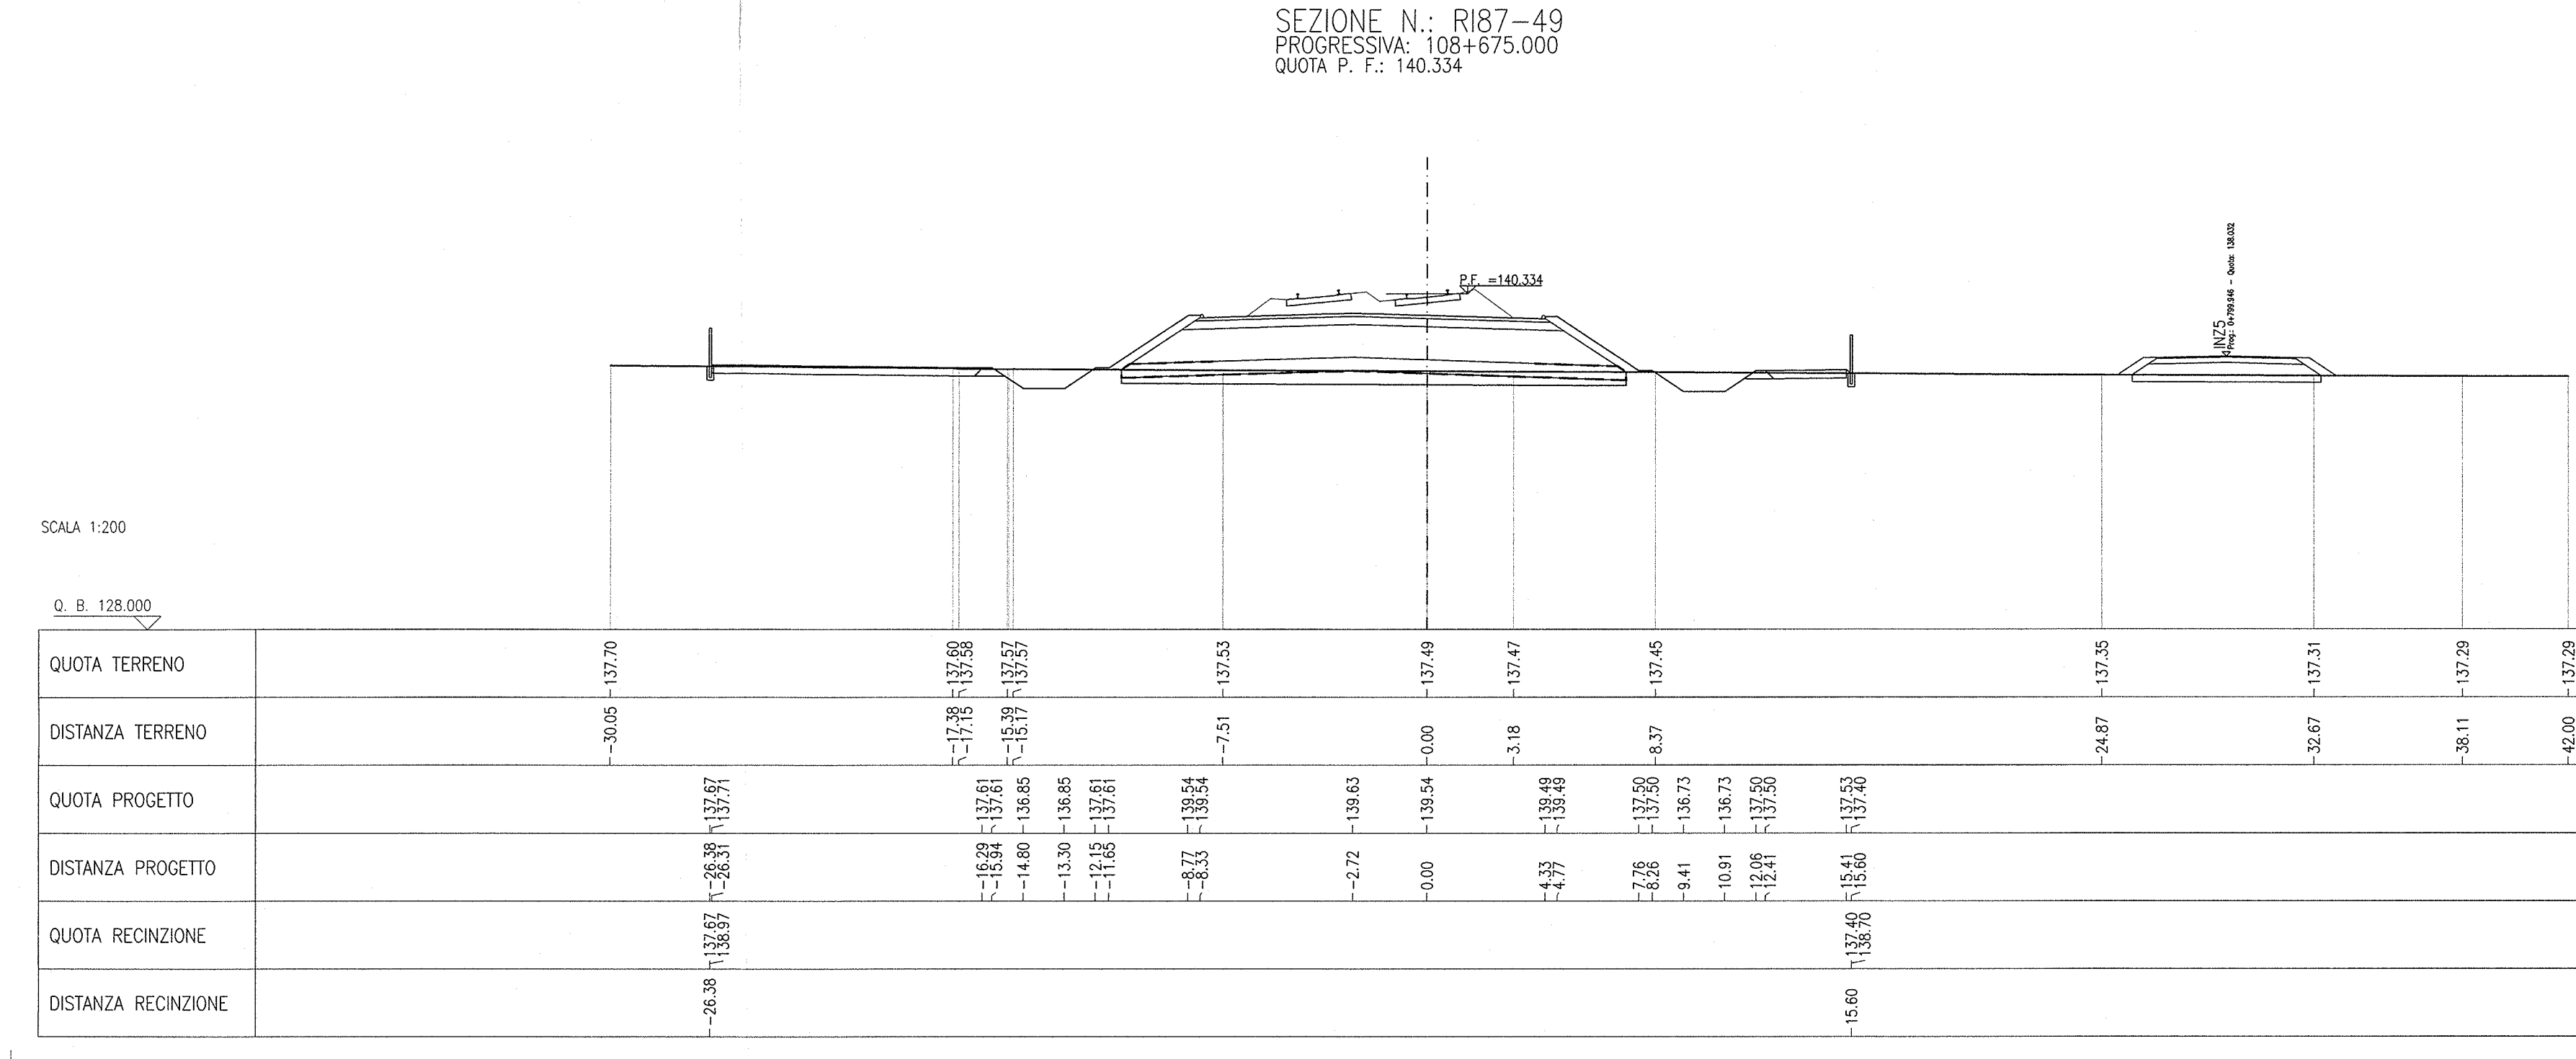 SEZIONE N.: RI87-49
PROGRESSIVA: 108+675.000
QUOTA P. F.: 140.334
INZ5
Prog.: 0+799.946 - Quota: 138.032
P.F. =140.334
SCALA 1:200
Q. B. 128.000
QUOTA TERRENO 137.70 137.60 137.58 137.57 137.57 137.53 137.49 137.47 137.45 137.35 137.31 137.29 137.29
DISTANZA TERRENO -30.05 -17.38 -17.15 -15.39 -15.17 -7.51 0.00 3.18 8.37 24.87 32.67 38.11 42.00
QUOTA PROGETTO 137.67 137.71 137.61 137.61 136.85 136.85 137.61 137.61 139.54 139.54 139.63 139.54 139.49 139.49 137.50 137.50 136.73 136.73 137.50 137.50 137.53 137.40
DISTANZA PROGETTO -26.38 -26.31 -16.29 -15.94 -14.80 -13.30 -12.15 -11.65 -8.77 -8.33 -2.72 0.00 4.33 4.77 7.76 8.26 9.41 10.91 12.06 12.41 15.41 15.60
QUOTA RECINZIONE 137.67 138.97 137.40 138.70
DISTANZA RECINZIONE -26.38 15.60